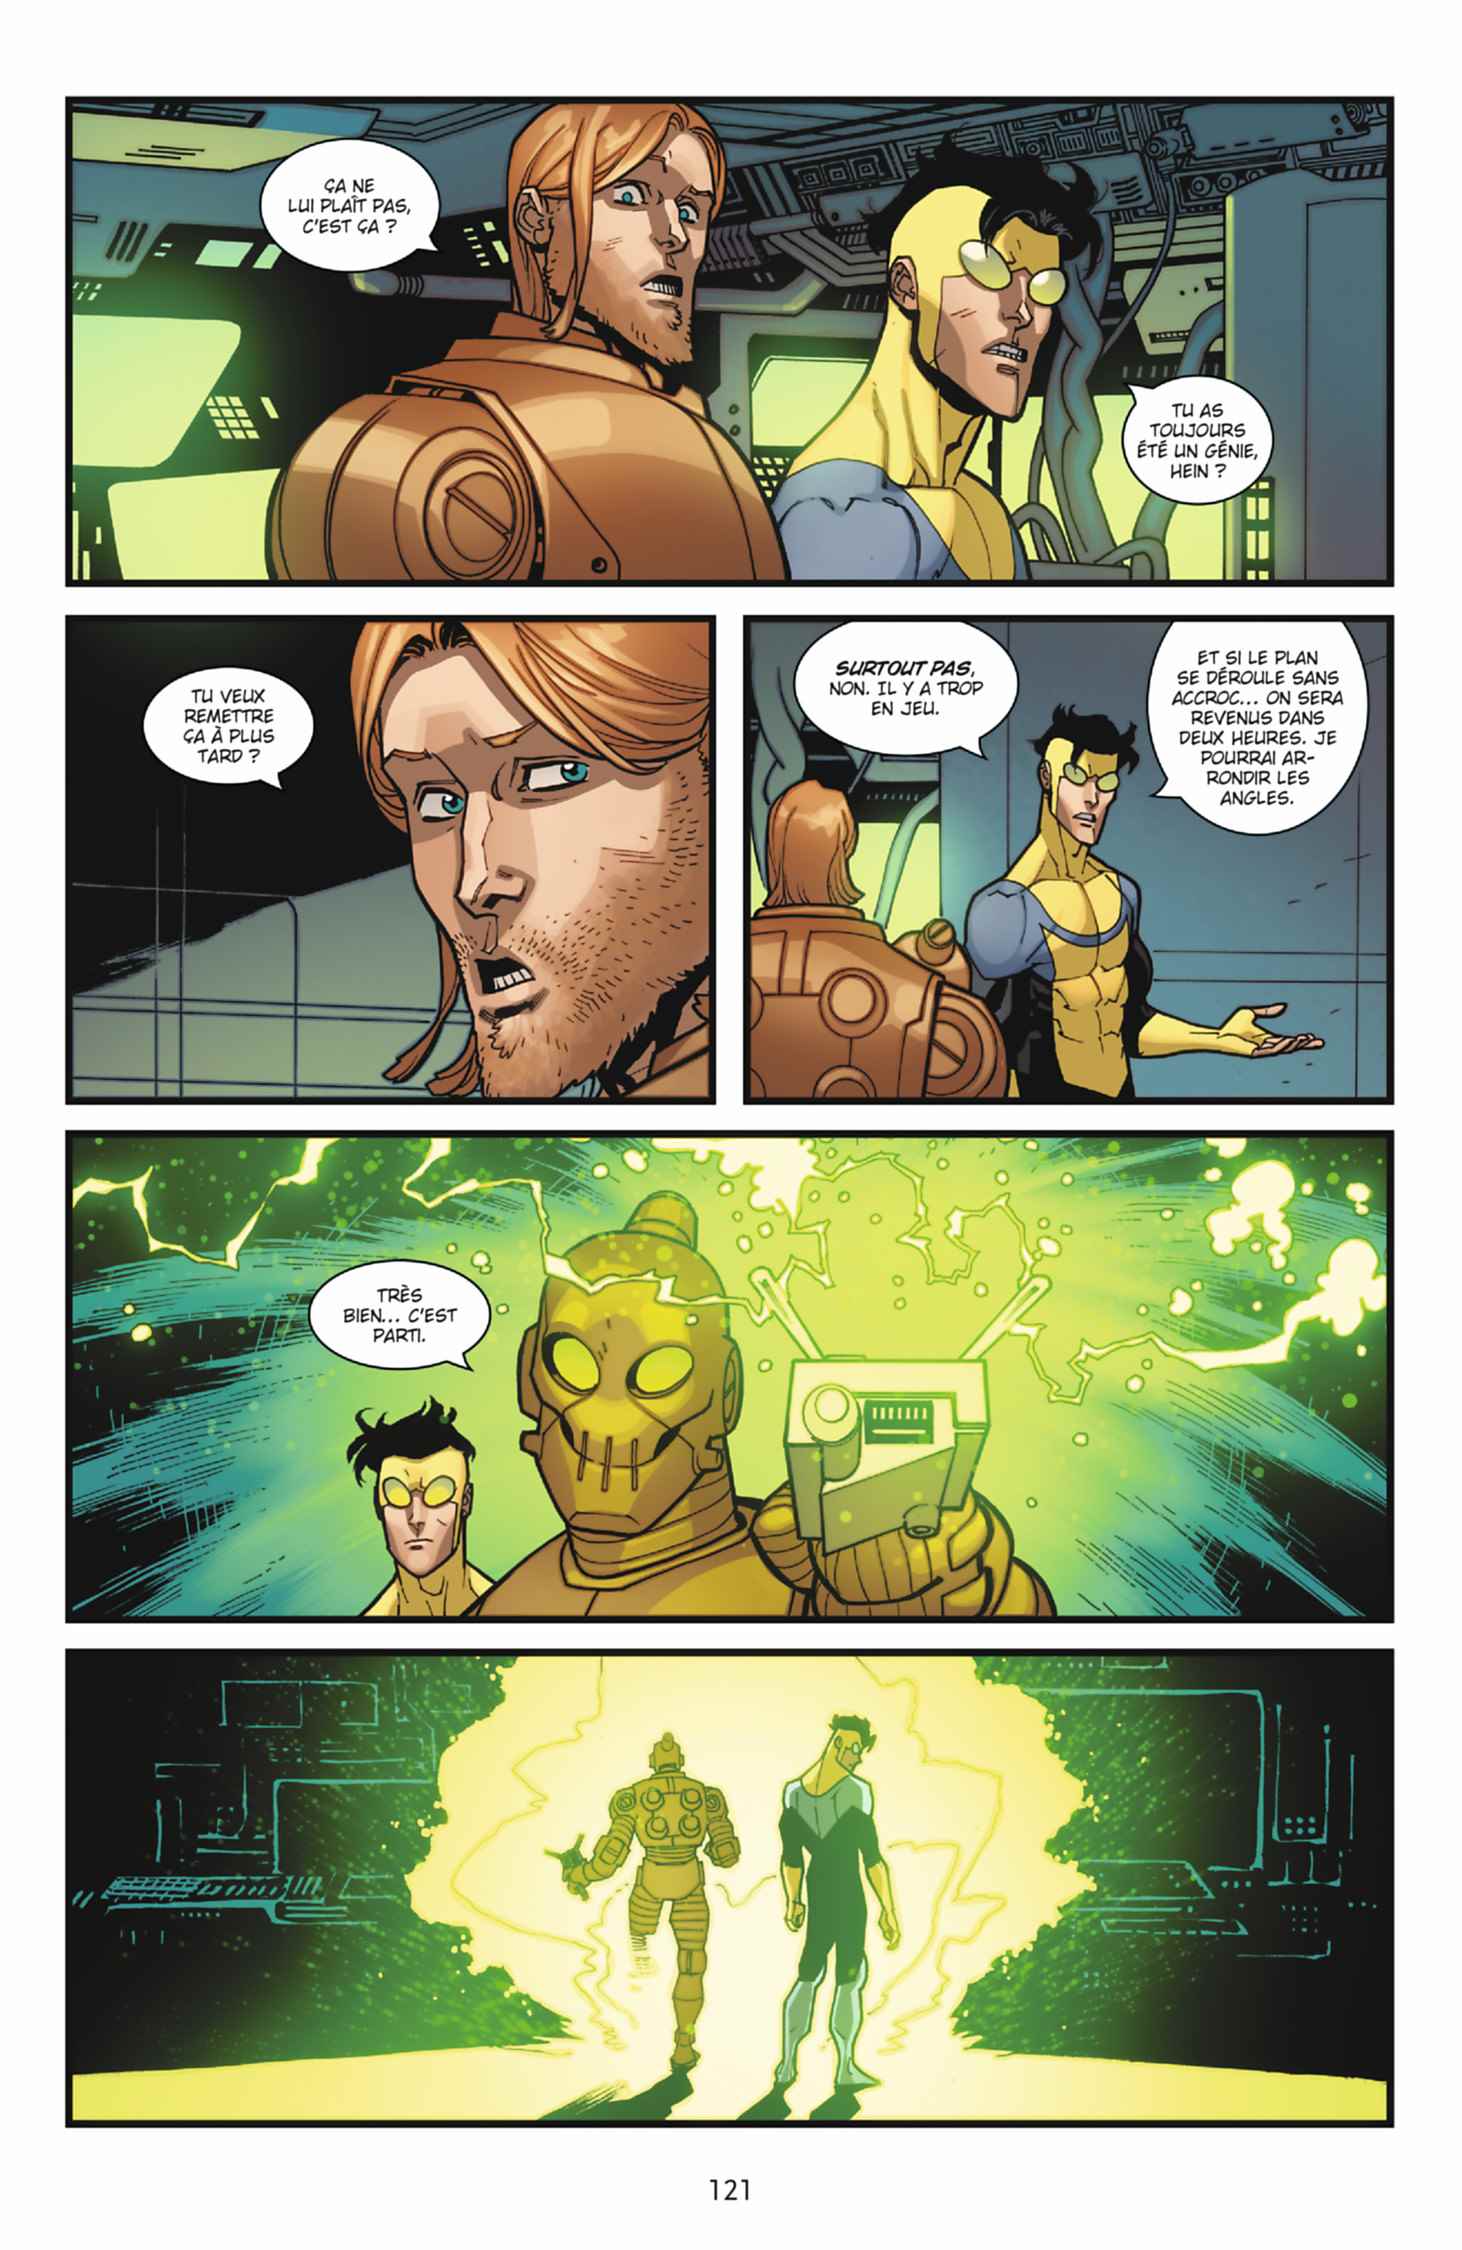 ÇA NE
LUI PLAÎT PAS,
C'EST ÇA ?
TU AS
TOUJOURS
ÉTÉ UN GÉNIE,
HEIN ?
TU VEUX
REMETTRE
ÇA À PLUS
TARD ?
SURTOUT PAS,
NON. IL Y A TROP
EN JEU.
ET SI LE PLAN
SE DÉROULE SANS
ACCROC... ON SERA
REVENUS DANS
DEUX HEURES. JE
POURRAI AR-
RONDIR LES
ANGLES.
TRÈS
BIEN... C'EST
PARTI.
121